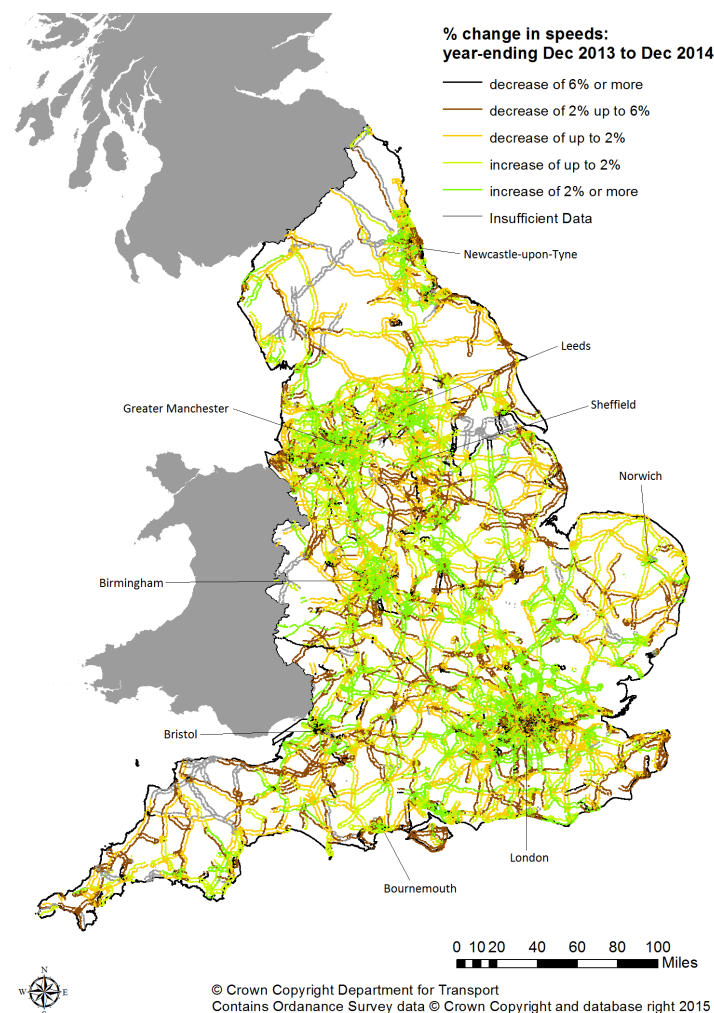 % change in speeds:
year-ending Dec 2013 to Dec 2014
decrease of 6% or more
decrease of 2% up to 6%
decrease of up to 2%
increase of up to 2%
increase of 2% or more
Insufficient Data
Newcastle-upon-Tyne
Leeds
Greater Manchester
Sheffield
Norwich
Birmingham
Bristol
London
Bournemouth
0 10 20 40 60 80 100
Miles
N
W E
S
© Crown Copyright Department for Transport
Contains Ordanance Survey data © Crown Copyright and database right 2015